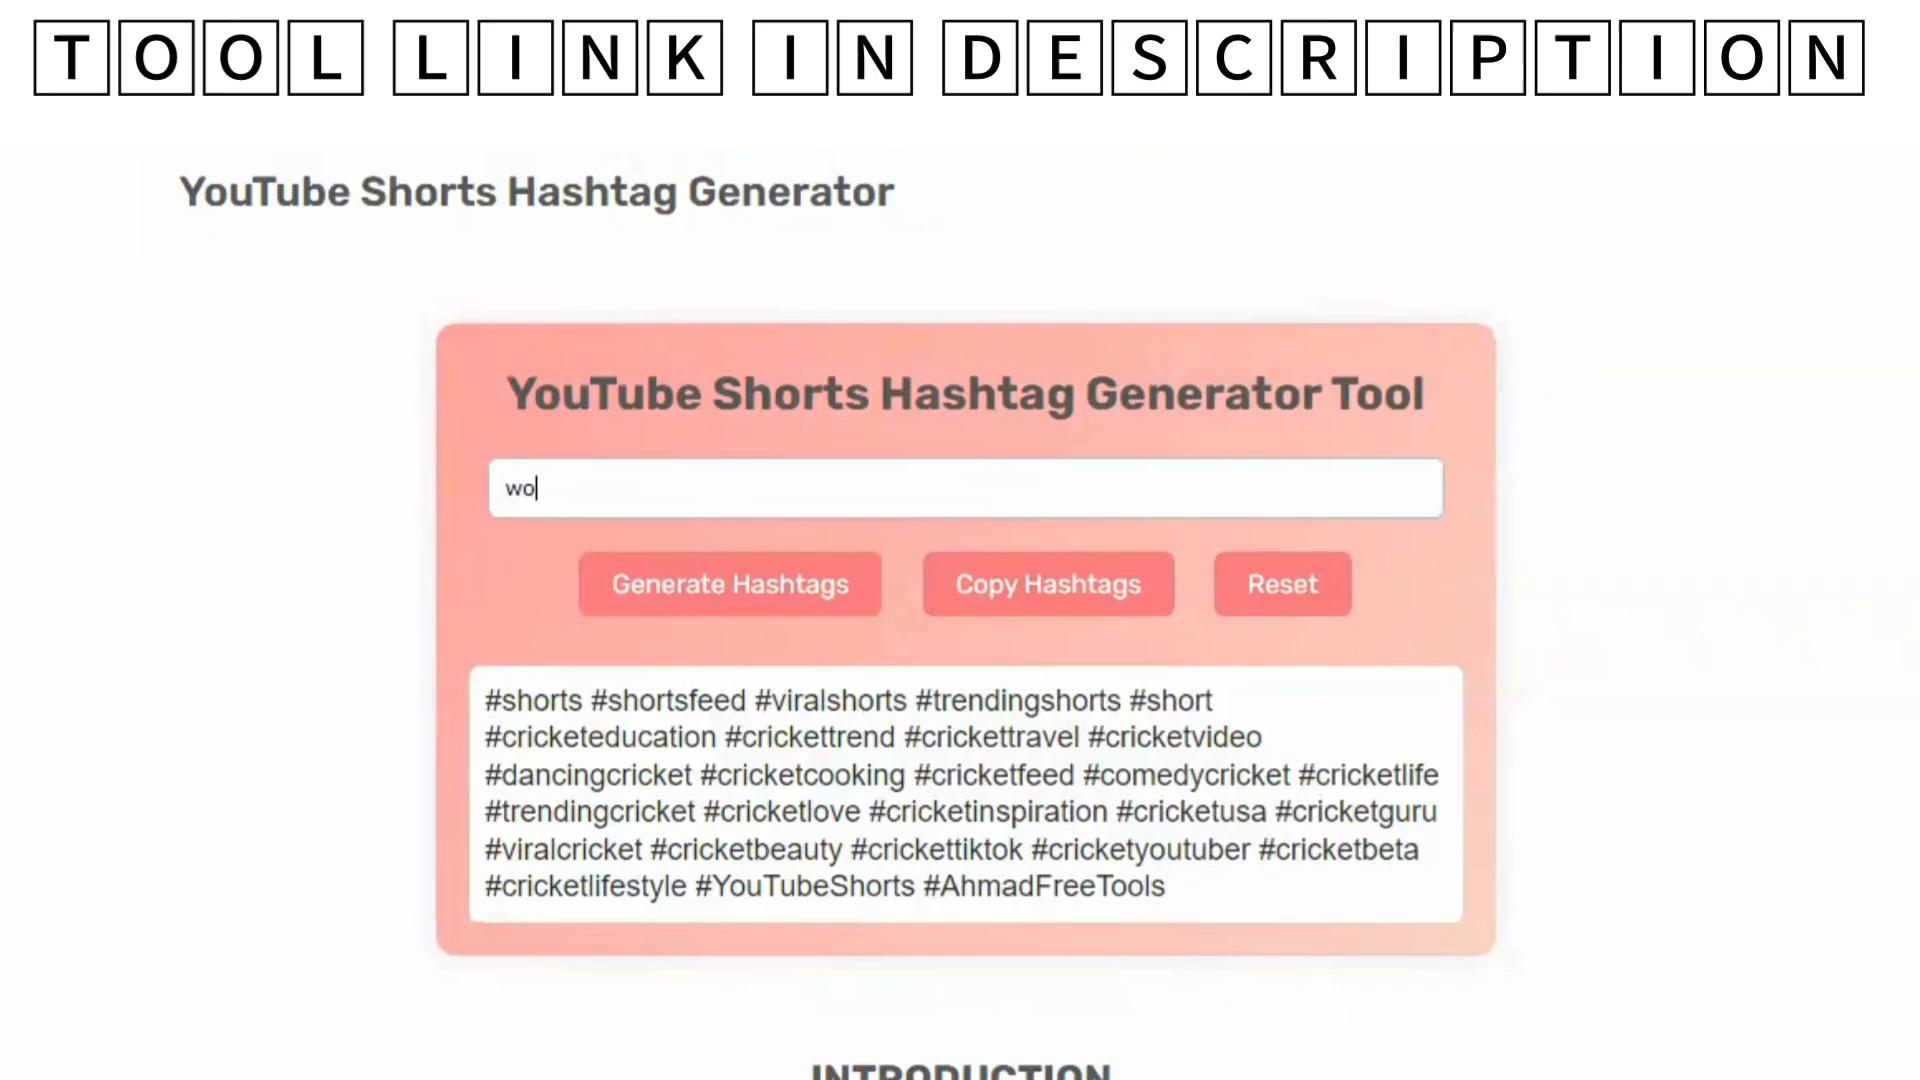 TOOL LINK IN DESCRIPTION
YouTube Shorts Hashtag Generator
YouTube Shorts Hashtag Generator Tool
wo
Generate Hashtags Copy Hashtags Reset
#shorts #shortsfeed #viralshorts #trendingshorts #short
#cricketeducation #crickettrend #crickettravel #cricketvideo
#dancingcricket #cricketcooking #cricketfeed #comedycricket #cricketlife
#trendingcricket #cricketlove #cricketinspiration #cricketusa #cricketguru
#viralcricket #cricketbeauty #crickettiktok #cricketyoutuber #cricketbeta
#cricketlifestyle #YouTubeShorts #AhmadFreeTools
INTRODUCTION